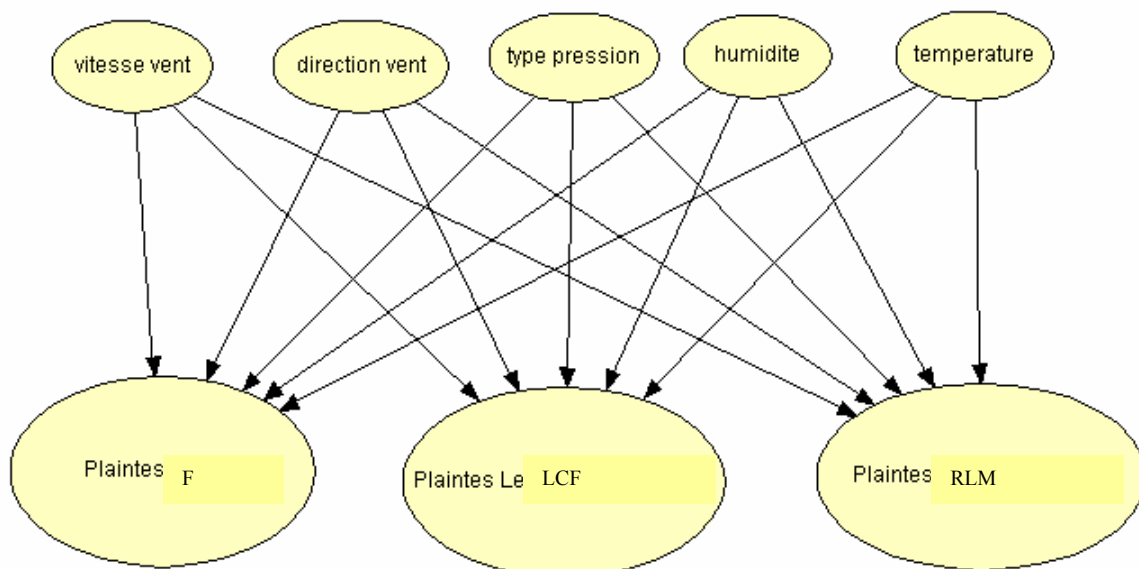 vitesse vent
direction vent
type pression
humidite
temperature
Plaintes F
Plaintes Le LCF
Plaintes RLM